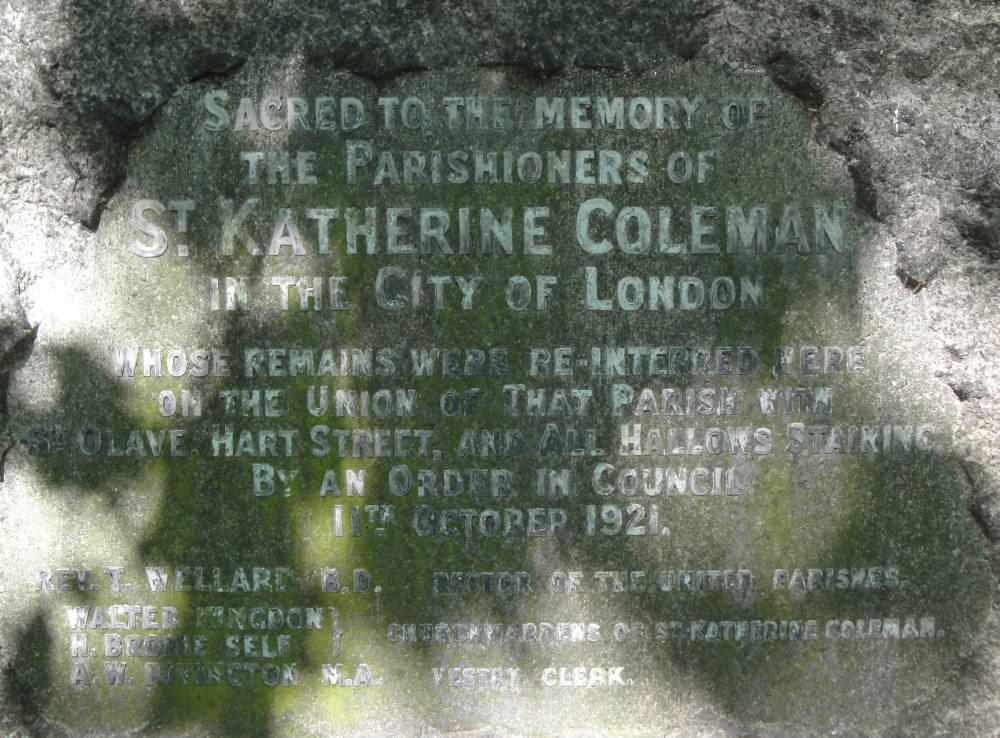 SACRED TO THE MEMORY OF
THE PARISHIONERS OF
ST KATHERINE COLEMAN
IN THE CITY OF LONDON
WHOSE REMAINS WERE RE-INTERRED HERE
ON THE UNION OF THAT PARISH WITH
ST OLAVE, HART STREET, AND ALL HALLOWS STAINING
BY AN ORDER IN COUNCIL
11TH OCTOBER 1921.
REV. T. WELLARD B.D. RECTOR OF THE UNITED PARISHES.
WALTER KINGDON
H. BRODIE SELF } CHURCHWARDENS OF ST KATHERINE COLEMAN.
A.W. RIVINGTON M.A. VESTRY CLERK.